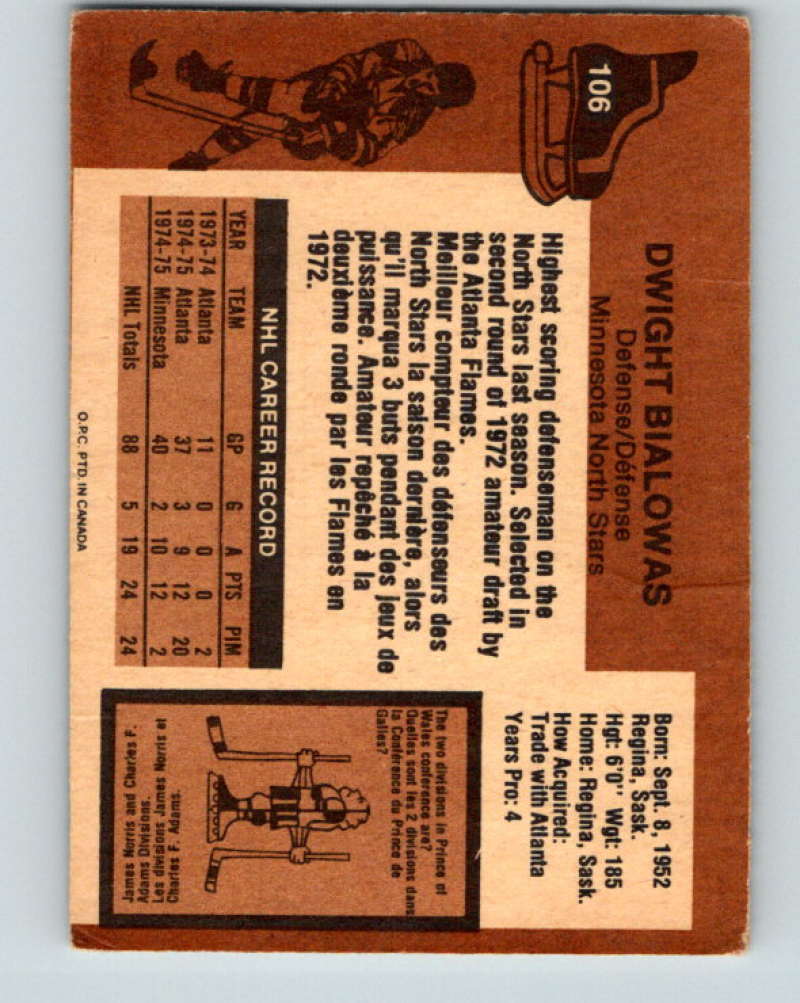 106
DWIGHT BIALOWAS
Defense/Défense
Minnesota North Stars
Born: Sept. 8, 1952
Regina, Sask.
Hgt: 6'0" Wgt: 185
Home: Regina, Sask.
How Acquired:
Trade with Atlanta
Years Pro: 4
Highest scoring defenseman on the
North Stars last season. Selected in
second round of 1972 amateur draft by
the Atlanta Flames.
Meilleur compteur des défenseurs des
North Stars la saison dernière, alors
qu'il marqua 3 buts pendant des jeux de
puissance. Amateur repêché à la
deuxième ronde par les Flames en
1972.
NHL CAREER RECORD
YEAR TEAM GP G A PTS PIM
1973-74 Atlanta 11 0 0 0 2
1974-75 Atlanta 37 3 9 12 20
1974-75 Minnesota 40 2 10 12 2
NHL Totals 88 5 19 24 24
The two divisions in Prince of
Wales conference are?
Quelles sont les 2 divisions dans
la Conférence du Prince de
Galles?
James Norris and Charles F.
Adams Divisions.
Les divisions James Norris et
Charles F. Adams.
O.P.C. PTD. IN CANADA